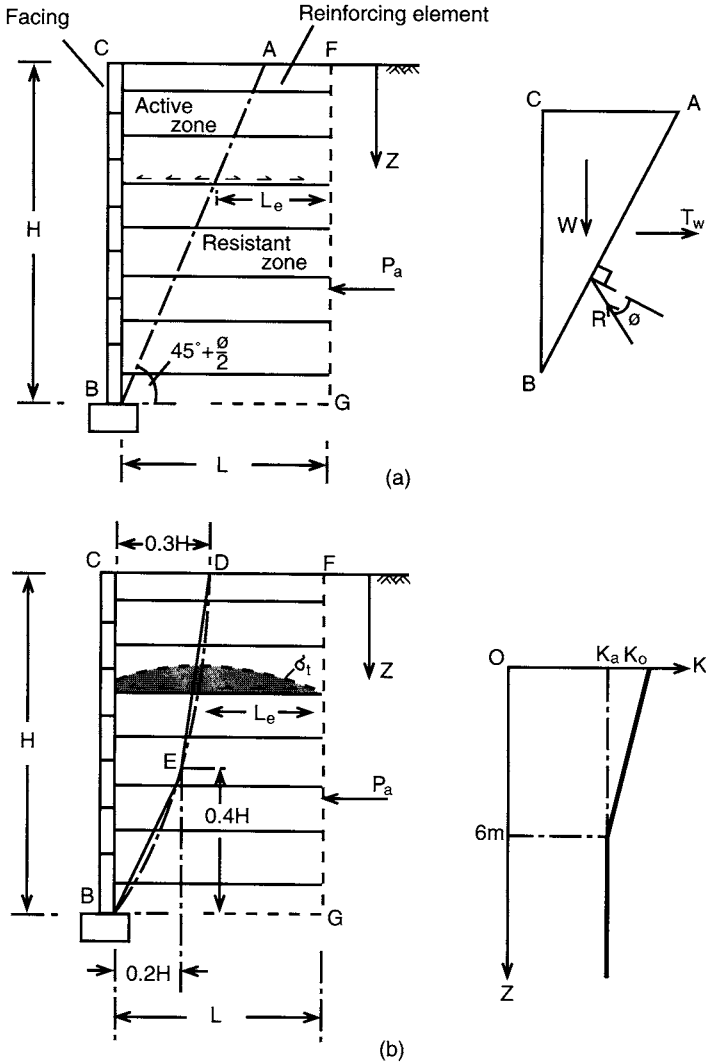 Facing
Reinforcing element
C
A
F
Active
zone
Z
H
L_e
Resistant
zone
P_a
45°+ø/2
B
G
L
C
A
W
T_w
R
ø
B
(a)
0.3H
C
D
F
Z
σ_t
L_e
H
E
P_a
0.4H
B
G
0.2H
L
O
K_a K_o
K
6m
Z
(b)